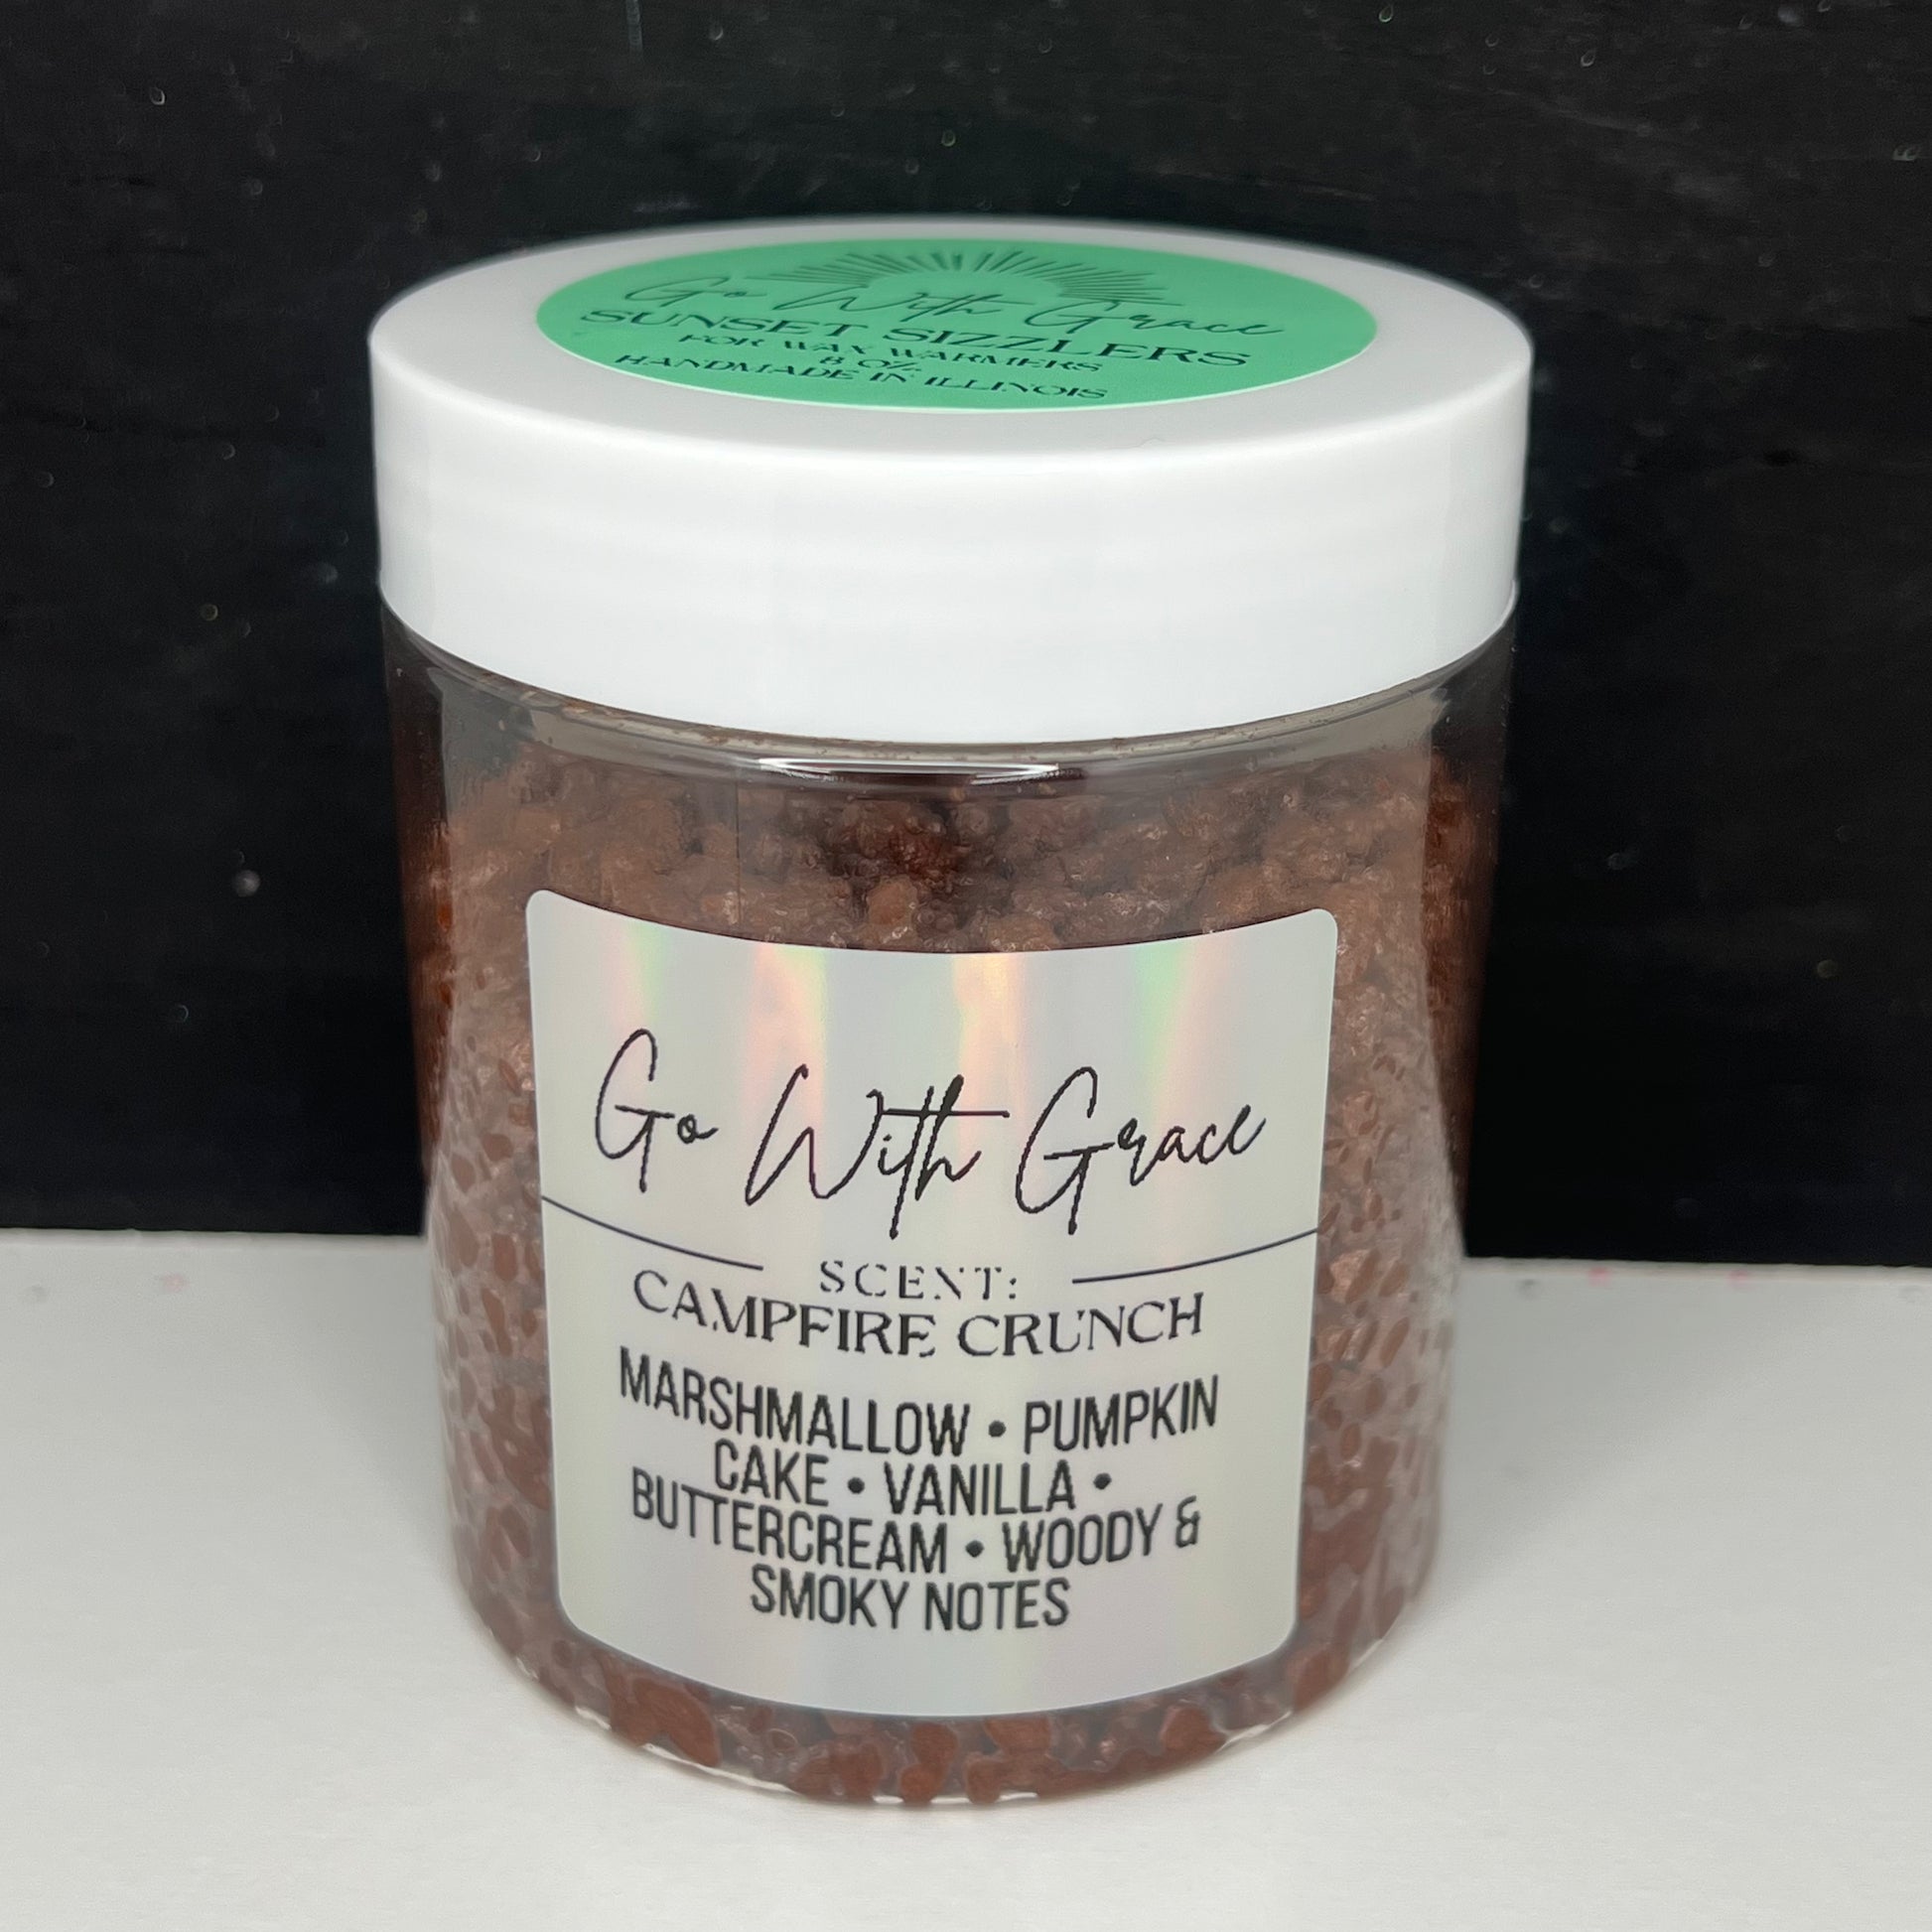 Go With Grace
SUNSET SIZZLERS
FOR WAX WARMERS
8 OZ.
HANDMADE IN ILLINOIS
Go With Grace
SCENT:
CAMPFIRE CRUNCH
MARSHMALLOW • PUMPKIN
CAKE • VANILLA •
BUTTERCREAM • WOODY &
SMOKY NOTES